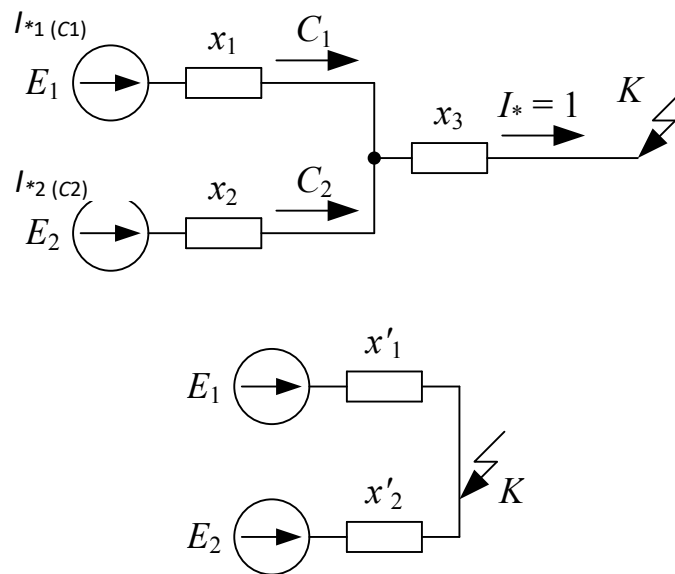 I*1 (C1)
E1 x1 C1
x3 I* = 1 K
I*2 (C2)
E2 x2 C2
E1 x'1
K
E2 x'2